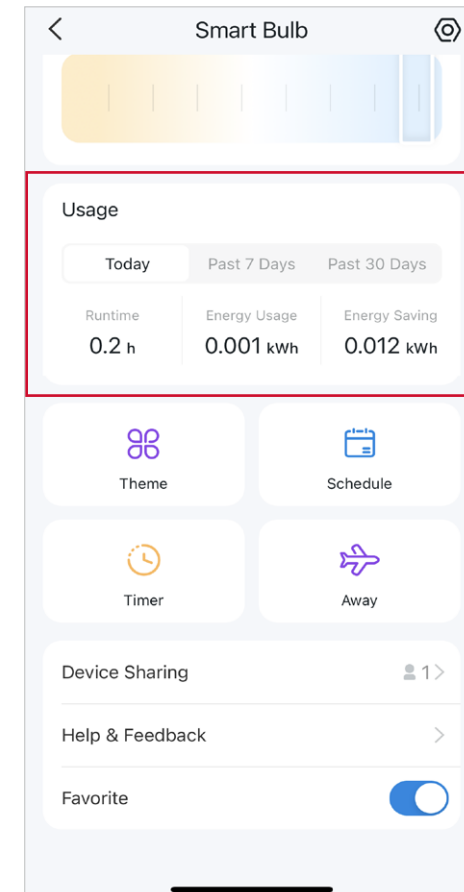 Smart Bulb
Usage
Today Past 7 Days Past 30 Days
Runtime Energy Usage Energy Saving
0.2 h 0.001 kWh 0.012 kWh
Theme Schedule
Timer Away
Device Sharing 1
Help & Feedback
Favorite